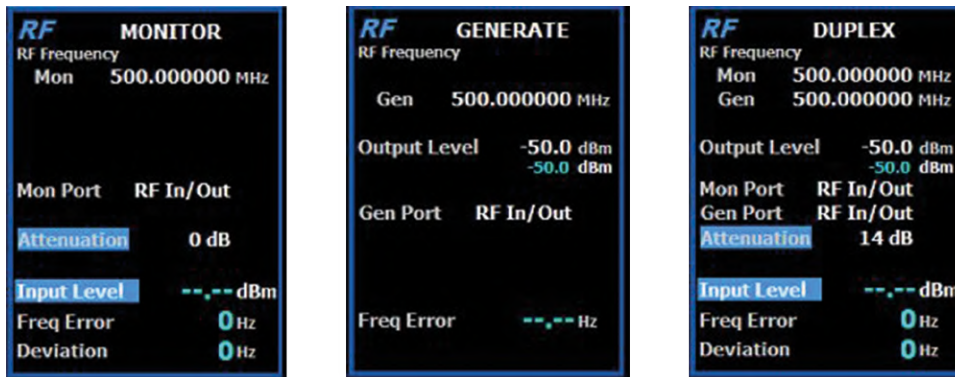 RF MONITOR
RF Frequency
Mon 500.000000 MHz
Mon Port RF In/Out
Attenuation 0 dB
Input Level --.-- dBm
Freq Error 0 Hz
Deviation 0 Hz
RF GENERATE
RF Frequency
Gen 500.000000 MHz
Output Level -50.0 dBm
-50.0 dBm
Gen Port RF In/Out
Freq Error --.-- Hz
RF DUPLEX
RF Frequency
Mon 500.000000 MHz
Gen 500.000000 MHz
Output Level -50.0 dBm
-50.0 dBm
Mon Port RF In/Out
Gen Port RF In/Out
Attenuation 14 dB
Input Level --.-- dBm
Freq Error 0 Hz
Deviation 0 Hz